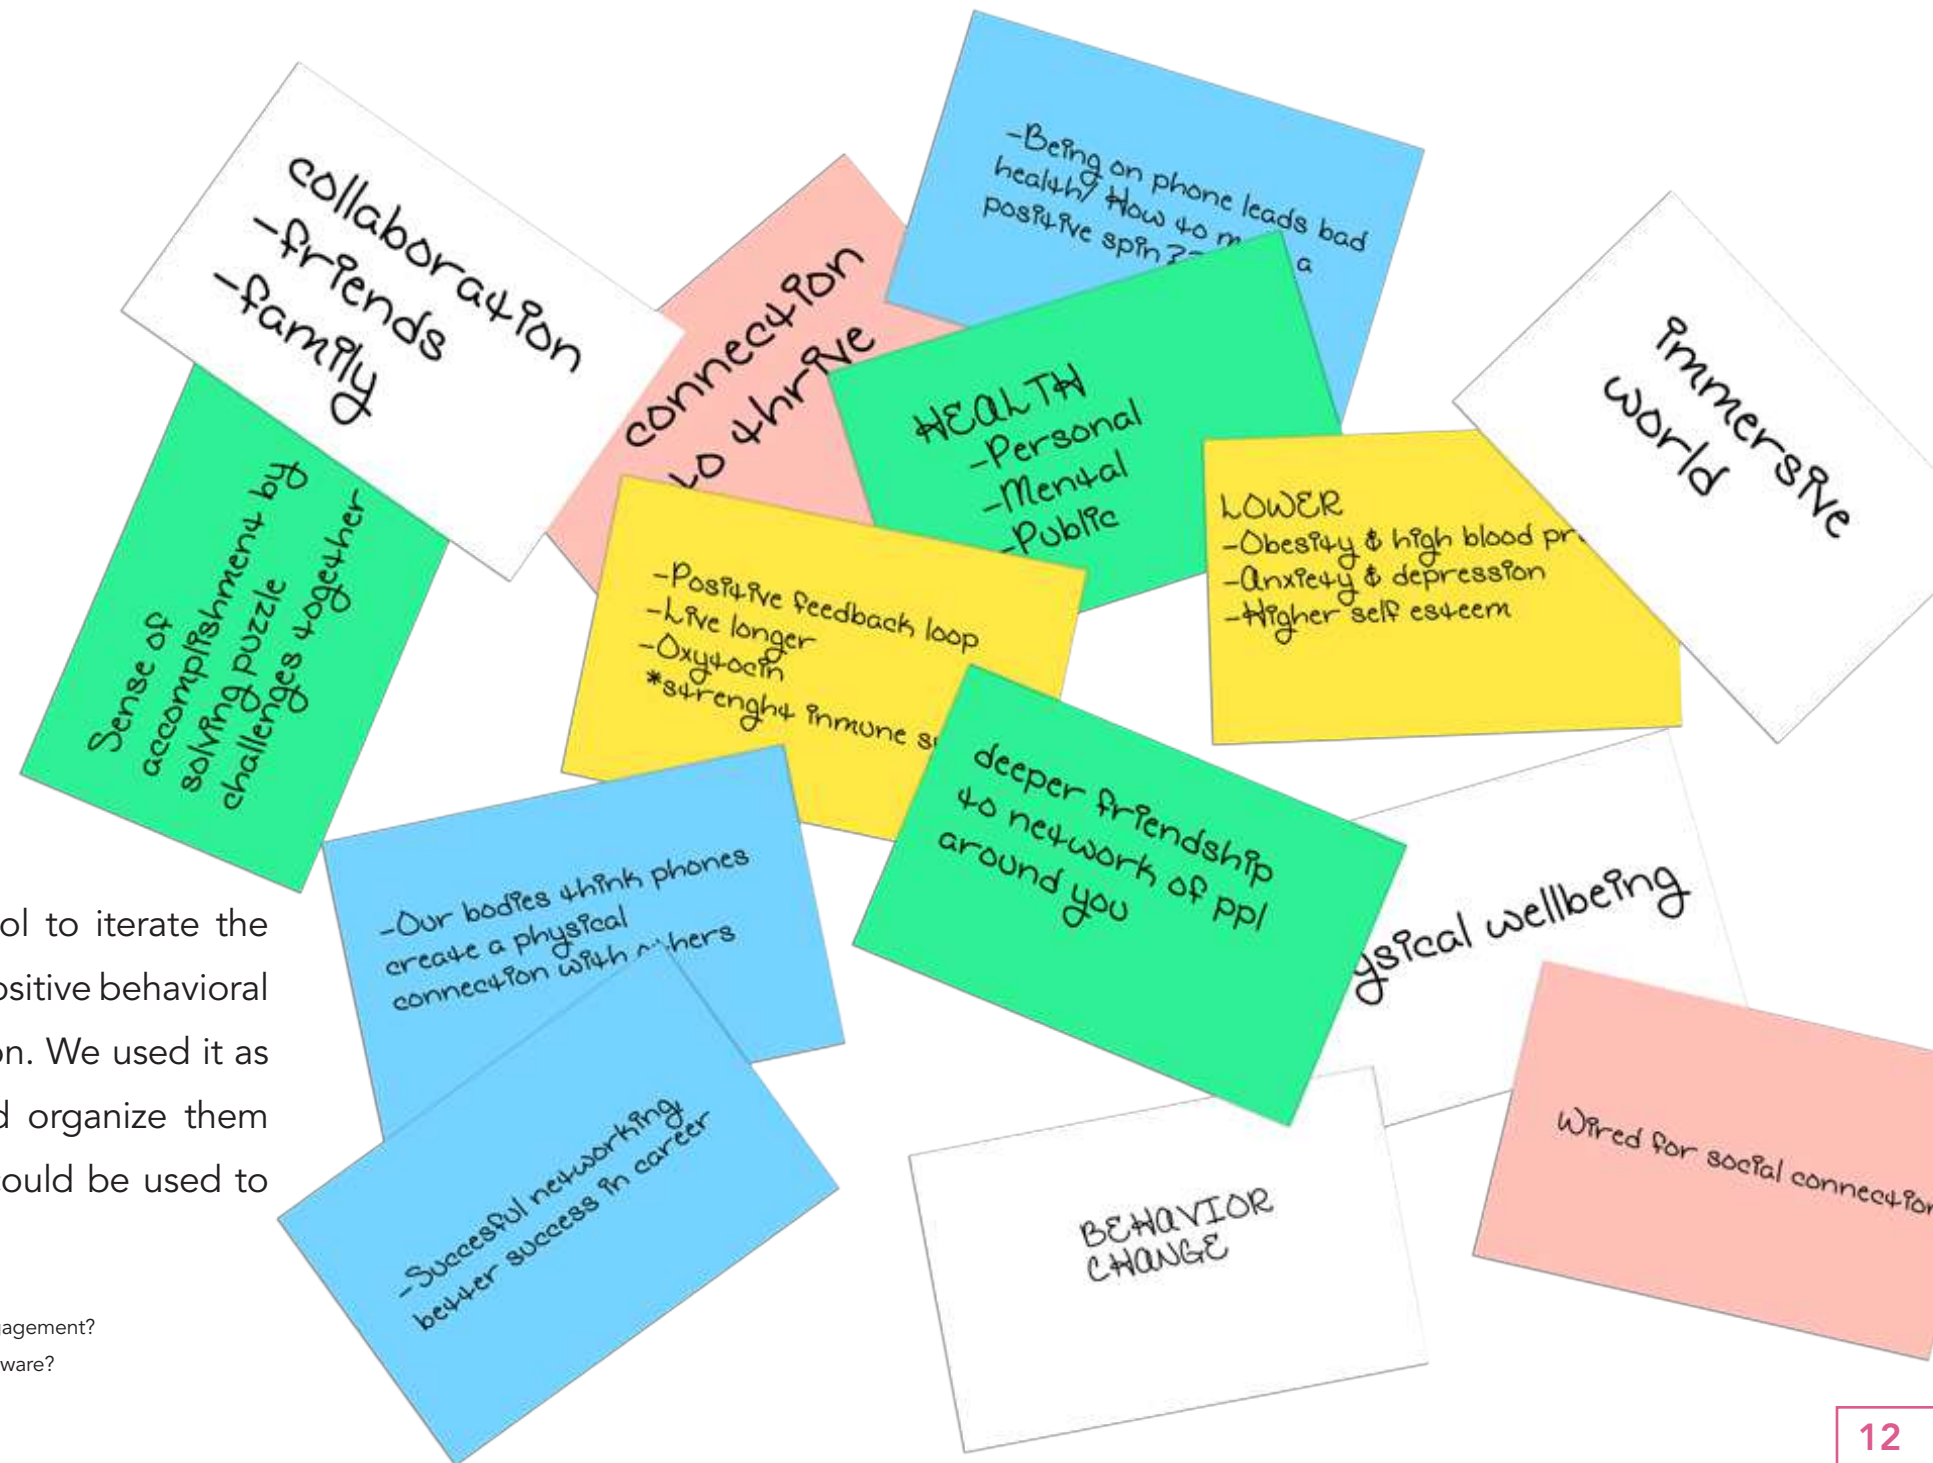 collaboration
-friends
-family
connection
to thrive
-Being on phone leads bad
health/ How to a
positive spin
HEALTH
-Personal
-Mental
-Public
immersive
world
LOWER
-Obesity & high blood
-Anxiety & depression
-Higher self esteem
Sense of
accomplishment by
solving puzzle
challenges together
-Positive feedback loop
-Live longer
-Oxytocin
*strenght inmune
deeper friendship
to network of ppl
around you
-Our bodies think phones
create a physical
connection with others
ysical wellbeing
Wired for social connection
-Succesful networking,
better success in career
BEHAVIOR
CHANGE
ol to iterate the
ositive behavioral
on. We used it as
d organize them
ould be used to
agement?
ware?
12